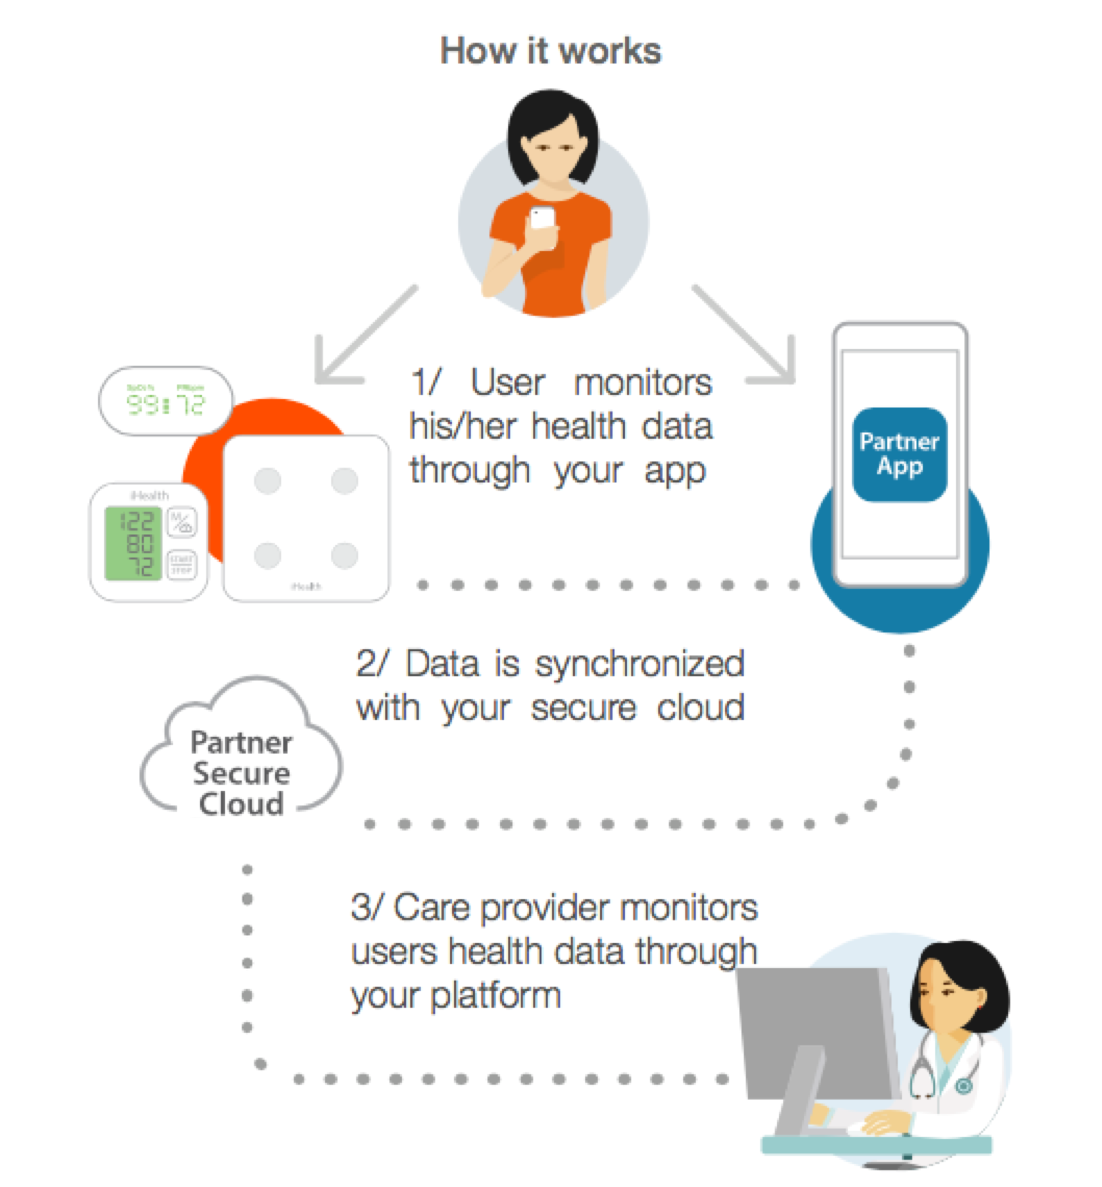 How it works
SpO2% PRbpm
99 72
1/ User monitors
his/her health data
through your app
Partner
App
iHealth
122
80
72
M
START
STOP
iHealth
2/ Data is synchronized
with your secure cloud
Partner
Secure
Cloud
3/ Care provider monitors
users health data through
your platform